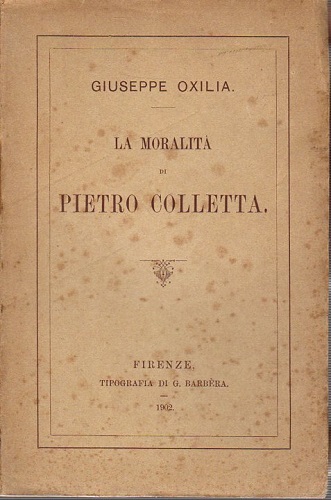 GIUSEPPE OXILIA.
LA MORALITÀ
DI
PIETRO COLLETTA.
FIRENZE,
TIPOGRAFIA DI G. BARBÈRA.
1902.